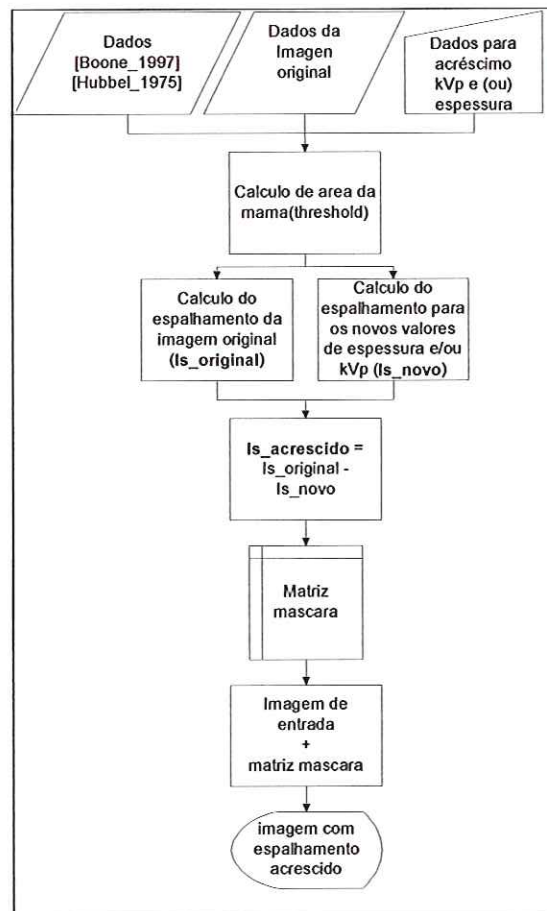 Dados
[Boone_1997]
[Hubbel_1975]
Dados da
Imagen
original
Dados para
acréscimo
kVp e (ou)
espessura
Calculo de area da
mama(threshold)
Calculo do
espalhamento da
imagem original
(Is_original)
Calculo do
espalhamento para
os novos valores
de espessura e/ou
kVp (Is_novo)
Is_acrescido =
Is_original -
Is_novo
Matriz
mascara
Imagem de
entrada
+
matriz mascara
imagem com
espalhamento
acrescido